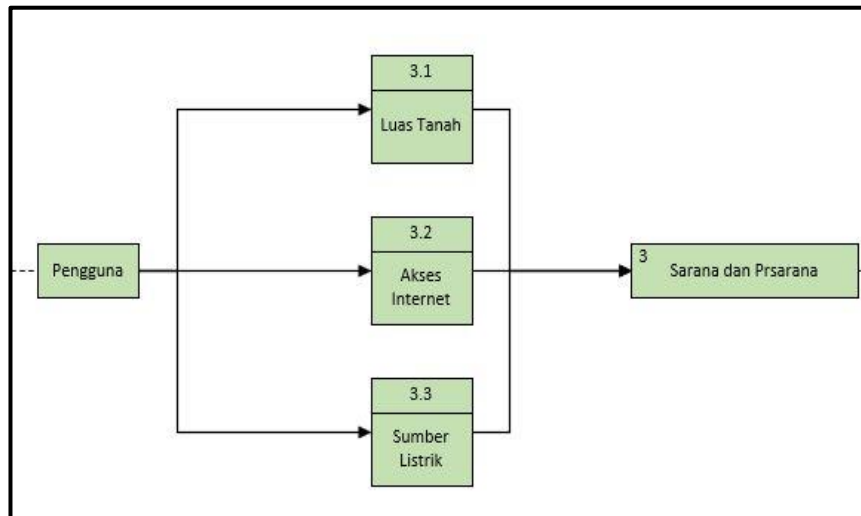 3.1
Luas Tanah
Pengguna
3.2
Akses
Internet
3
Sarana dan Prsarana
3.3
Sumber
Listrik